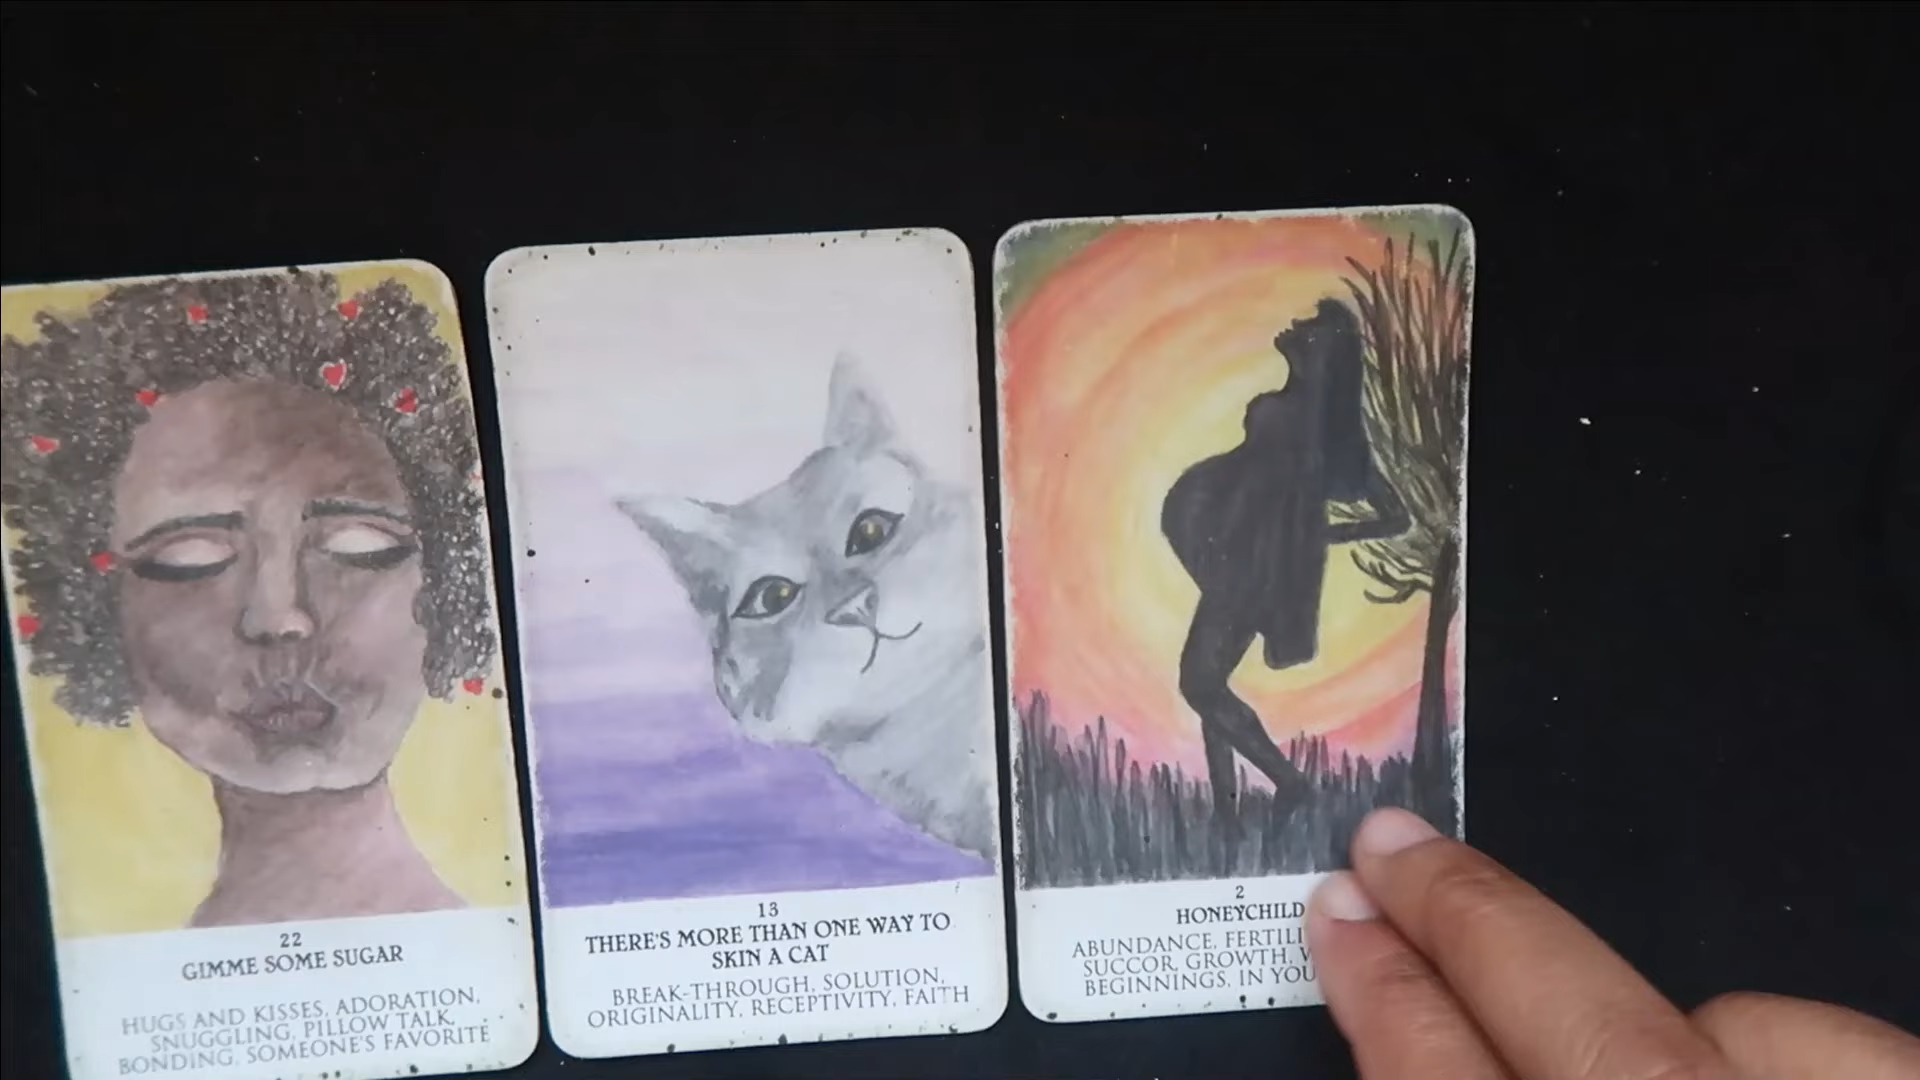 22
GIMME SOME SUGAR
HUGS AND KISSES, ADORATION,
SNUGGLING, PILLOW TALK,
BONDING, SOMEONE'S FAVORITE
13
THERE'S MORE THAN ONE WAY TO
SKIN A CAT
BREAK-THROUGH, SOLUTION,
ORIGINALITY, RECEPTIVITY, FAITH
2
HONEYCHILD
ABUNDANCE,
SUCCOR, GROWTH,
BEGINNINGS, IN